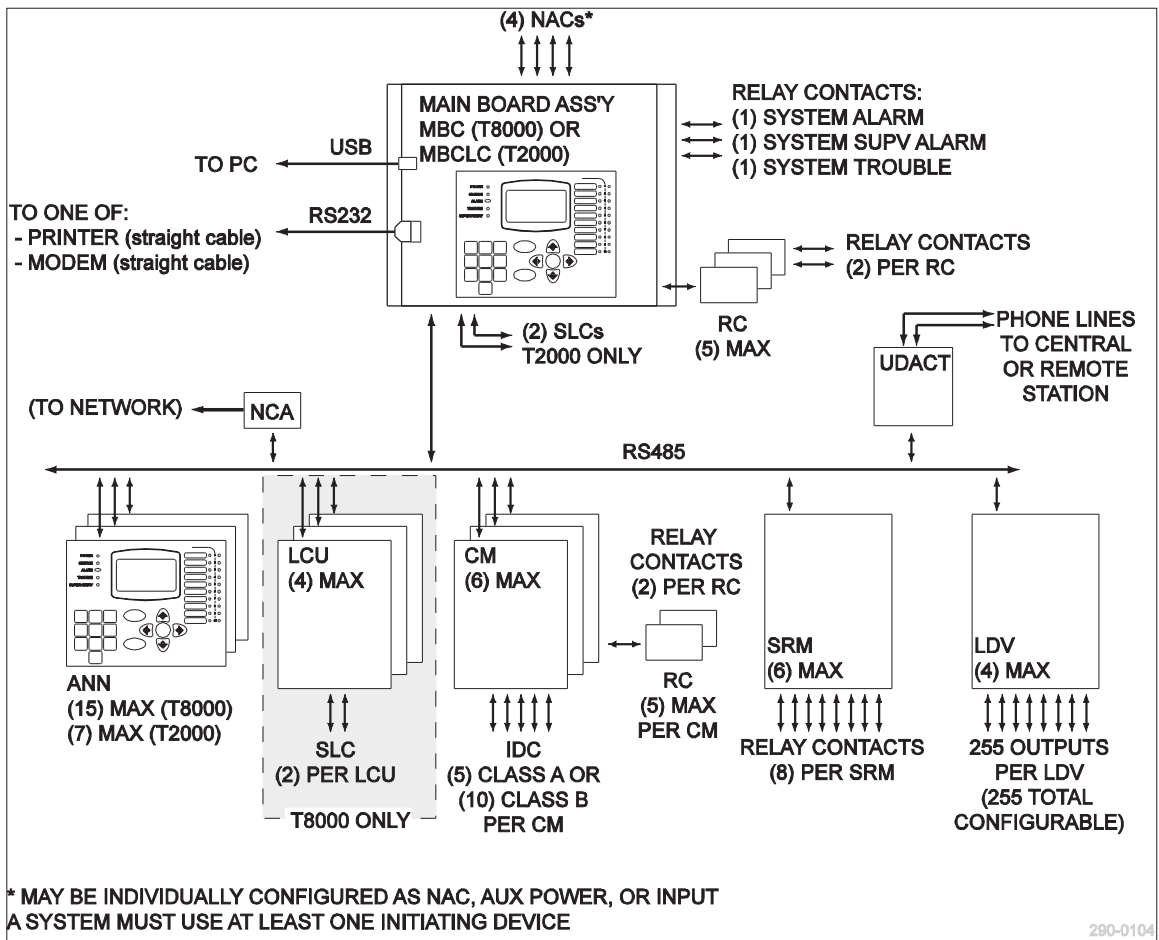 (4) NACs*
MAIN BOARD ASS'Y
MBC (T8000) OR
MBCLC (T2000)
RELAY CONTACTS:
(1) SYSTEM ALARM
(1) SYSTEM SUPV ALARM
(1) SYSTEM TROUBLE
USB
TO PC
TO ONE OF:
- PRINTER (straight cable)
- MODEM (straight cable)
RS232
RELAY CONTACTS
(2) PER RC
RC
(5) MAX
(2) SLCs
T2000 ONLY
PHONE LINES
TO CENTRAL
OR REMOTE
STATION
UDACT
(TO NETWORK)
NCA
RS485
ANN
(15) MAX (T8000)
(7) MAX (T2000)
LCU
(4) MAX
SLC
(2) PER LCU
T8000 ONLY
CM
(6) MAX
IDC
(5) CLASS A OR
(10) CLASS B
PER CM
RELAY
CONTACTS
(2) PER RC
RC
(5) MAX
PER CM
SRM
(6) MAX
RELAY CONTACTS
(8) PER SRM
LDV
(4) MAX
255 OUTPUTS
PER LDV
(255 TOTAL
CONFIGURABLE)
* MAY BE INDIVIDUALLY CONFIGURED AS NAC, AUX POWER, OR INPUT
A SYSTEM MUST USE AT LEAST ONE INITIATING DEVICE
290-0104